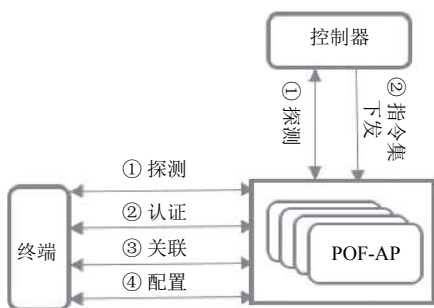 控制器
① 探测
② 指令集
下发
① 探测
② 认证
③ 关联
④ 配置
终端
POF-AP